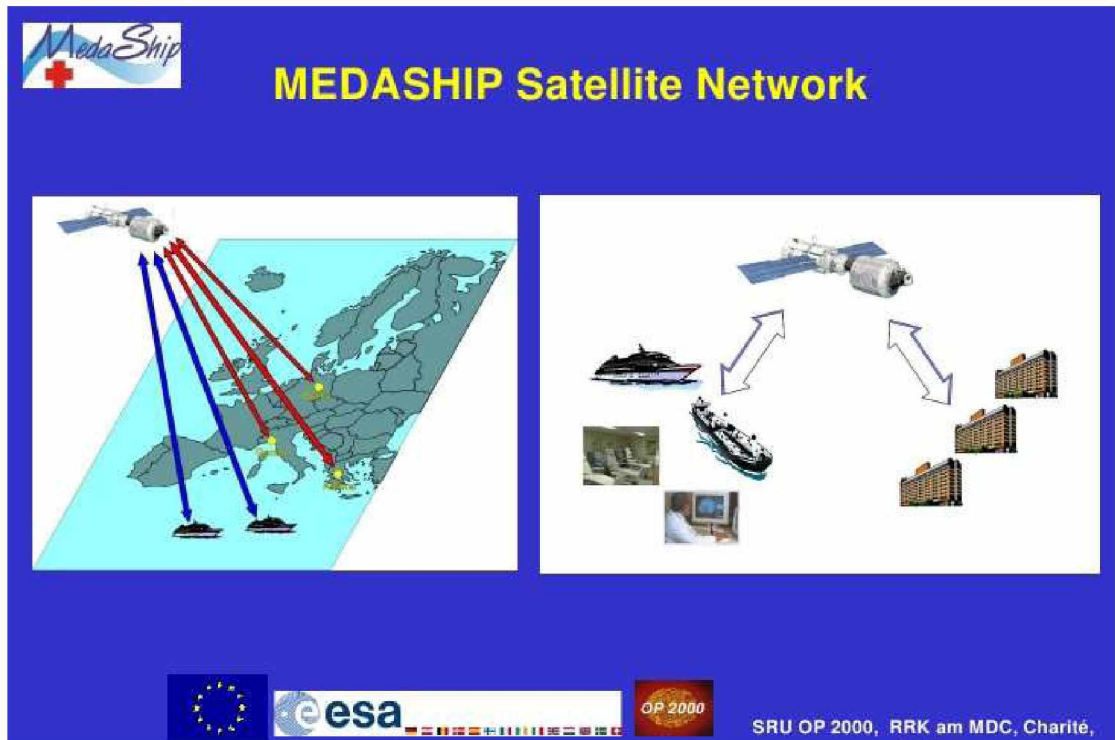 MedaShip
MEDASHIP Satellite Network
esa
OP 2000
SRU OP 2000, RRK am MDC, Charité,